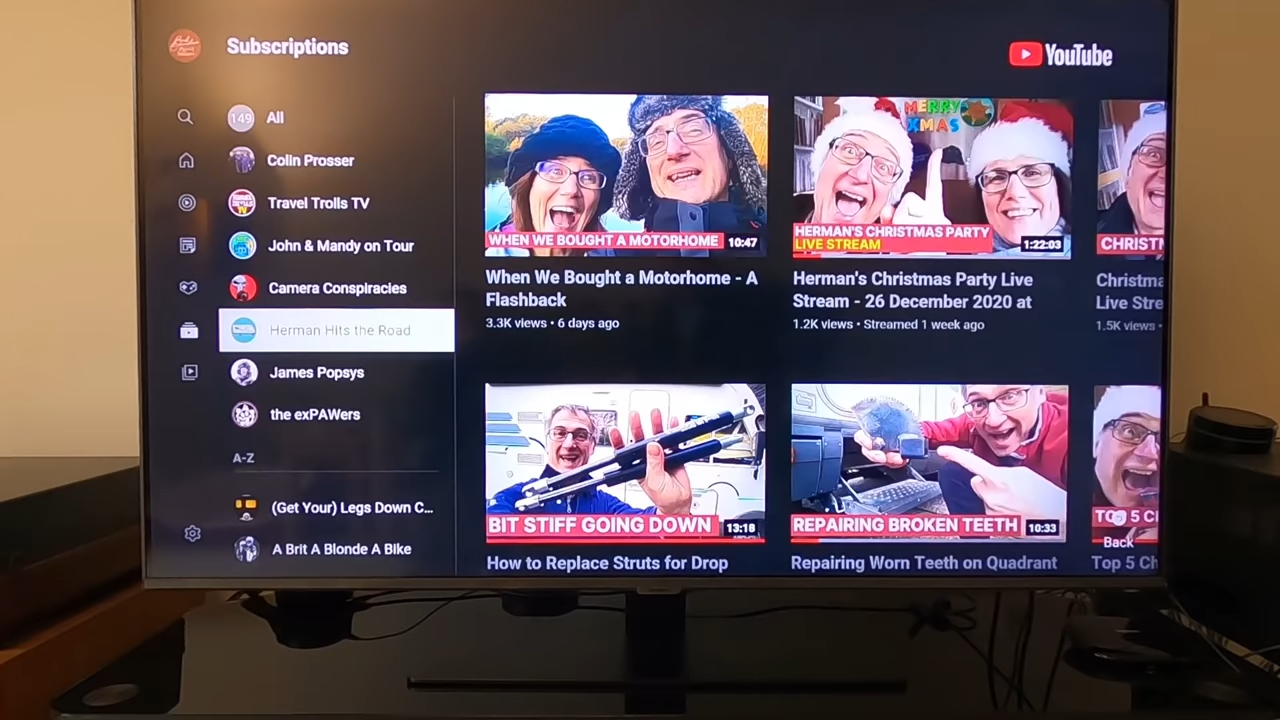 Subscriptions
YouTube
149 All
Colin Prosser
Travel Trolls TV
John & Mandy on Tour
Camera Conspiracies
Herman Hits the Road
James Popsys
the exPAWers
A-Z
(Get Your) Legs Down C...
A Brit A Blonde A Bike
WHEN WE BOUGHT A MOTORHOME 10:47
When We Bought a Motorhome - A
Flashback
3.3K views • 6 days ago
MERRY
XMAS
HERMAN'S CHRISTMAS PARTY
LIVE STREAM 1:22:03
Herman's Christmas Party Live
Stream - 26 December 2020 at
1.2K views • Streamed 1 week ago
CHRISTM
Christma
Live Stre
1.5K views •
BIT STIFF GOING DOWN 13:18
How to Replace Struts for Drop
REPAIRING BROKEN TEETH 10:33
Repairing Worn Teeth on Quadrant
TOP 5 CI
Back
Top 5 Ch